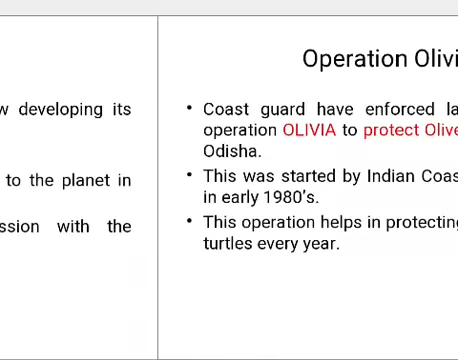 w developing its
to the planet in
ssion with the
Operation Olivi
• Coast guard have enforced la
operation OLIVIA to protect Olive
Odisha.
• This was started by Indian Coas
in early 1980's.
• This operation helps in protecting
turtles every year.